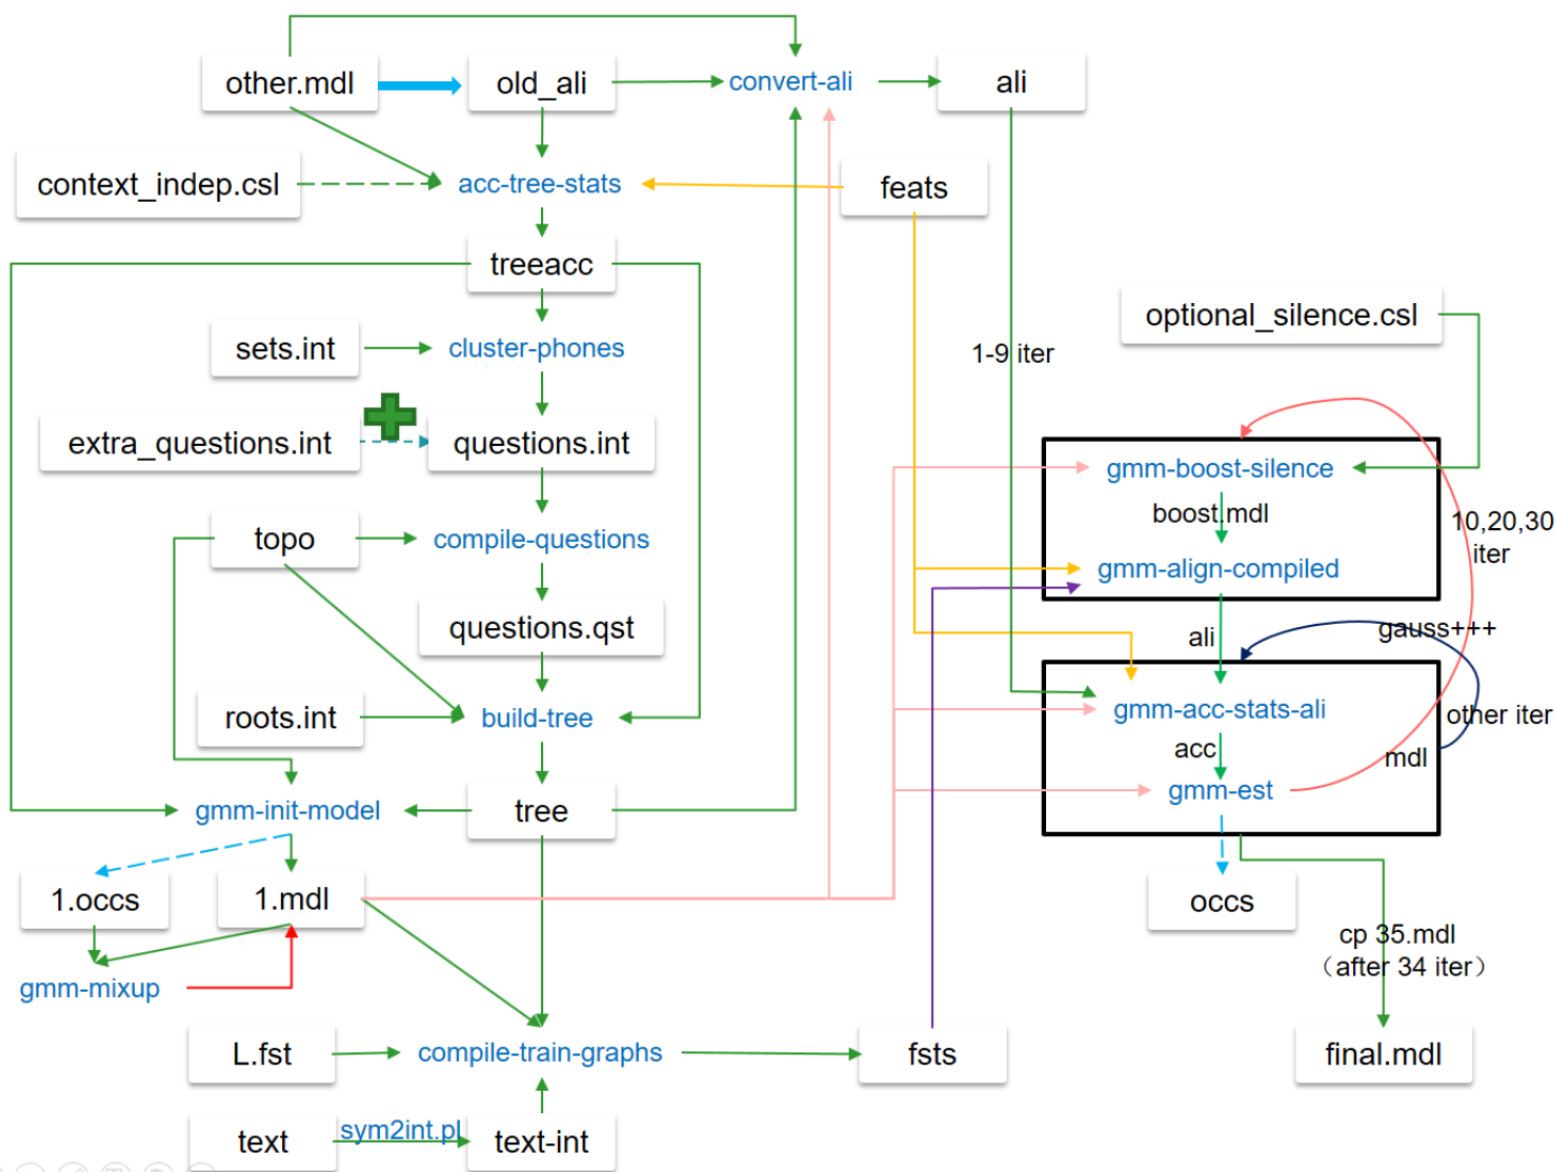 other.mdl
old_ali
convert-ali
ali
context_indep.csl
acc-tree-stats
feats
treeacc
optional_silence.csl
sets.int
cluster-phones
1-9 iter
extra_questions.int
questions.int
gmm-boost-silence
boost.mdl
10,20,30
iter
topo
compile-questions
gmm-align-compiled
questions.qst
ali
gauss+++
roots.int
build-tree
gmm-acc-stats-ali
other iter
acc
mdl
gmm-init-model
tree
gmm-est
1.occs
1.mdl
occs
cp 35.mdl
（after 34 iter）
gmm-mixup
L.fst
compile-train-graphs
fsts
final.mdl
text
sym2int.pl
text-int